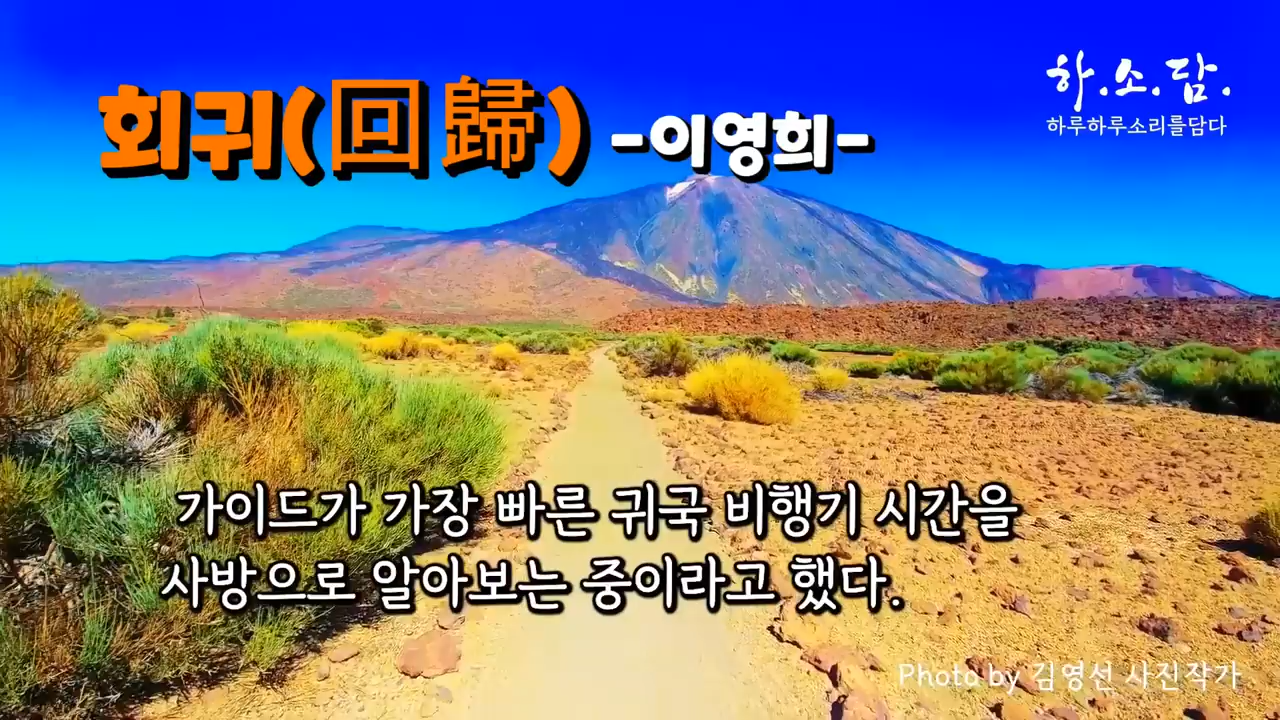 회귀(回歸) -이영희-
하.소.담.
하루하루소리를담다
가이드가 가장 빠른 귀국 비행기 시간을
사방으로 알아보는 중이라고 했다.
Photo by 김영선 사진작가